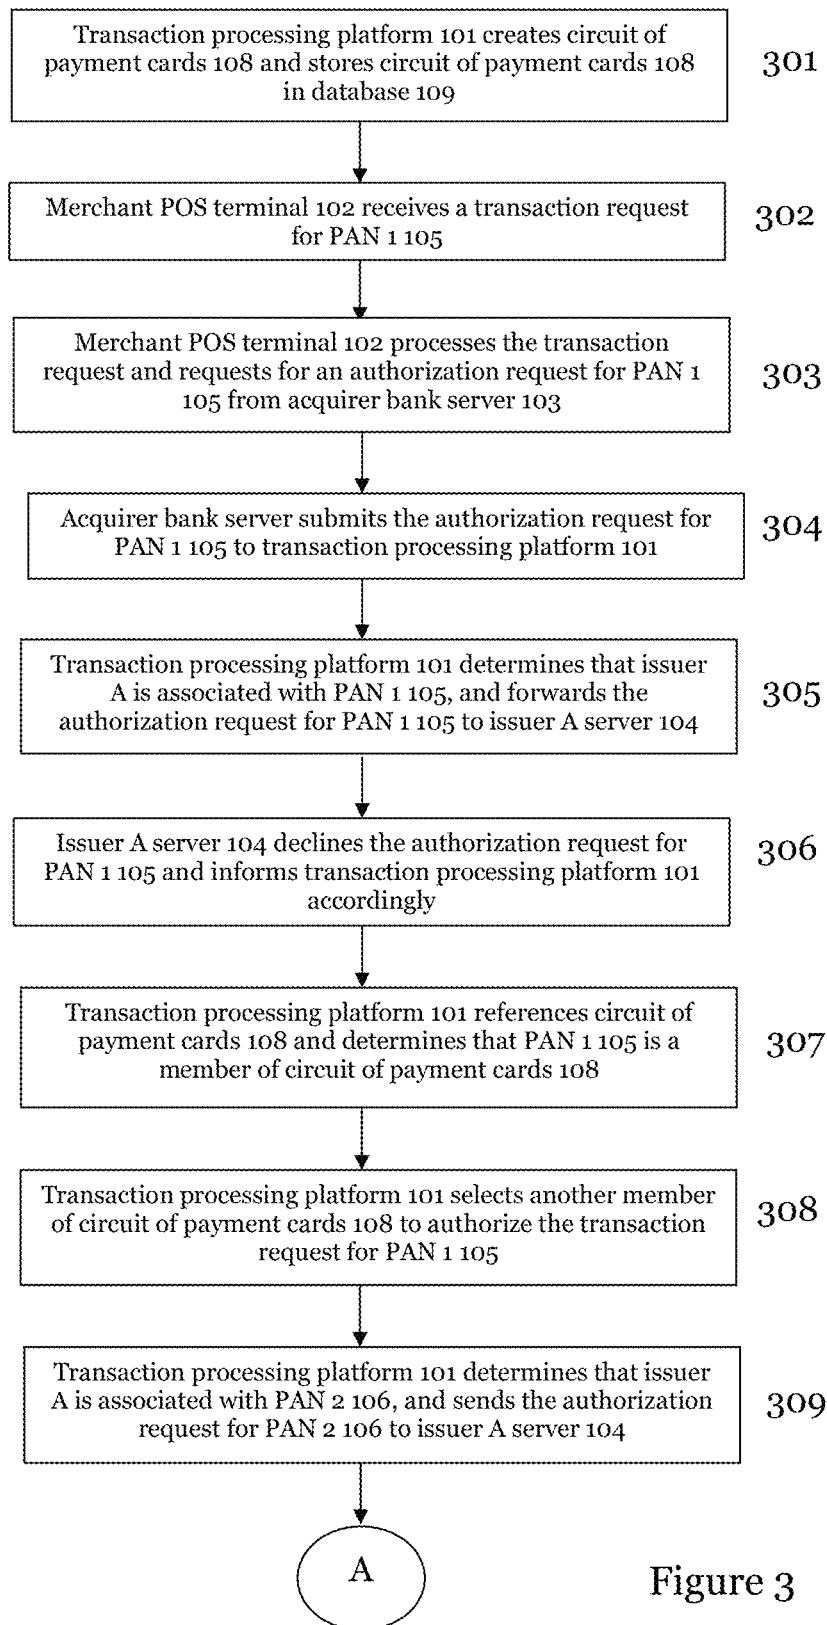 Transaction processing platform 101 creates circuit of
payment cards 108 and stores circuit of payment cards 108
in database 109
301
Merchant POS terminal 102 receives a transaction request
for PAN 1 105
302
Merchant POS terminal 102 processes the transaction
request and requests for an authorization request for PAN 1
105 from acquirer bank server 103
303
Acquirer bank server submits the authorization request for
PAN 1 105 to transaction processing platform 101
304
Transaction processing platform 101 determines that issuer
A is associated with PAN 1 105, and forwards the
authorization request for PAN 1 105 to issuer A server 104
305
Issuer A server 104 declines the authorization request for
PAN 1 105 and informs transaction processing platform 101
accordingly
306
Transaction processing platform 101 references circuit of
payment cards 108 and determines that PAN 1 105 is a
member of circuit of payment cards 108
307
Transaction processing platform 101 selects another member
of circuit of payment cards 108 to authorize the transaction
request for PAN 1 105
308
Transaction processing platform 101 determines that issuer
A is associated with PAN 2 106, and sends the authorization
request for PAN 2 106 to issuer A server 104
309
A
Figure 3